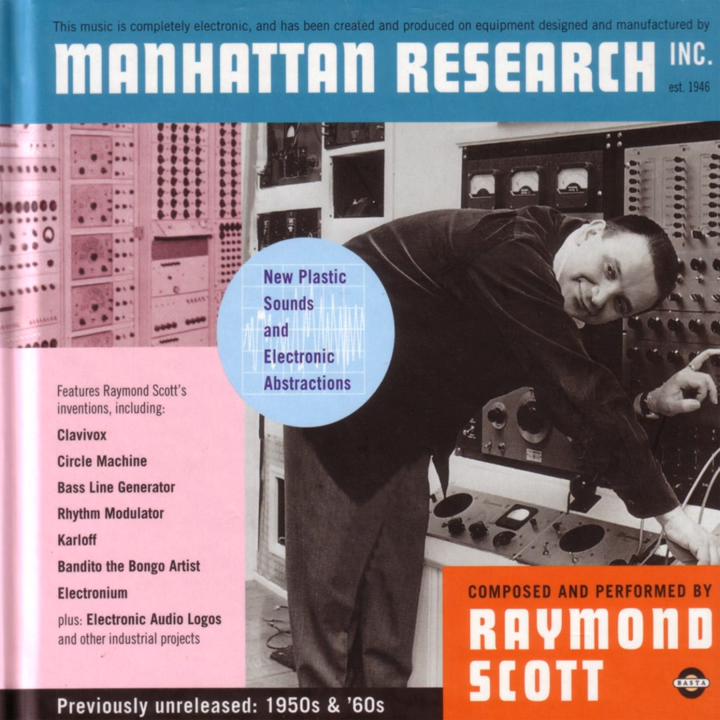 This music is completely electronic, and has been created and produced on equipment designed and manufactured by
MANHATTAN RESEARCH INC.
est. 1946
New Plastic
Sounds
and
Electronic
Abstractions
Features Raymond Scott's
inventions, including:
Clavivox
Circle Machine
Bass Line Generator
Rhythm Modulator
Karloff
Bandito the Bongo Artist
Electronium
plus: Electronic Audio Logos
and other industrial projects
COMPOSED AND PERFORMED BY
RAYMOND
SCOTT
BASTA
Previously unreleased: 1950s & '60s